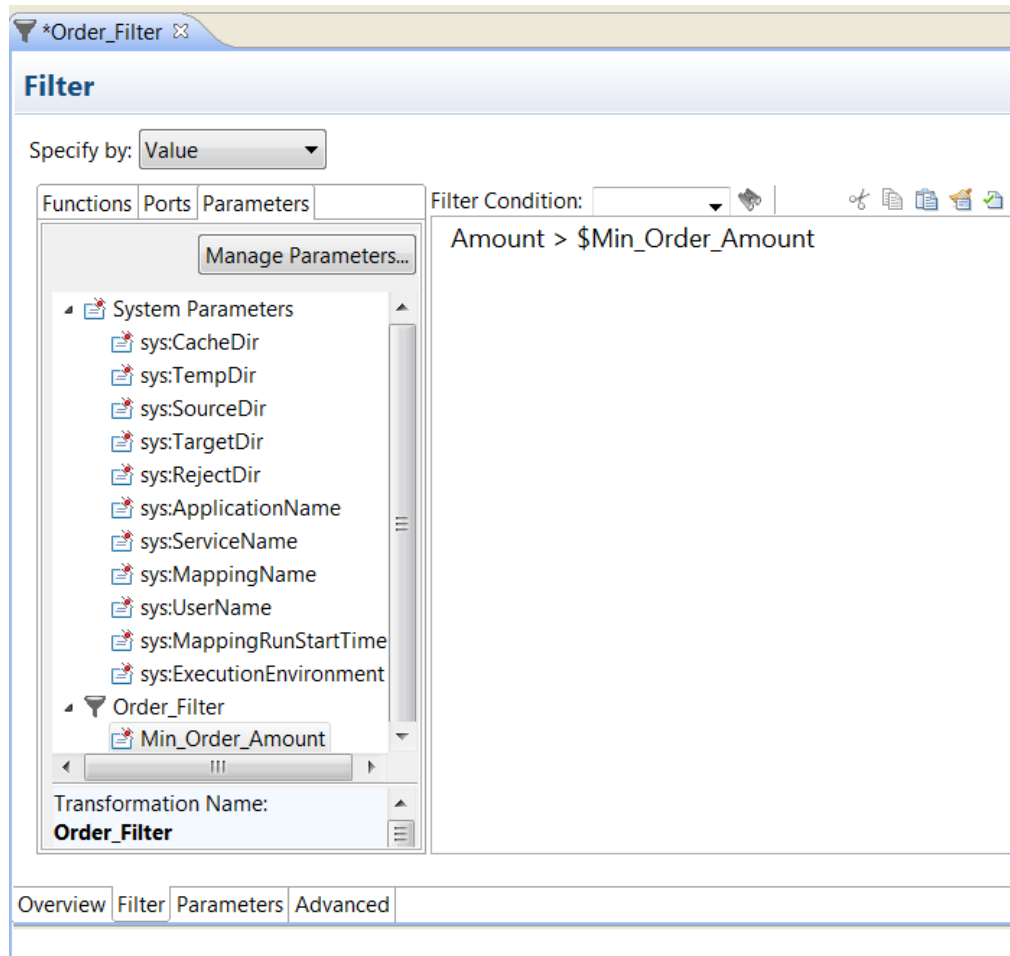 *Order_Filter
Filter
Specify by: Value
Functions Ports Parameters
Filter Condition:
Manage Parameters...
Amount > $Min_Order_Amount
System Parameters
sys:CacheDir
sys:TempDir
sys:SourceDir
sys:TargetDir
sys:RejectDir
sys:ApplicationName
sys:ServiceName
sys:MappingName
sys:UserName
sys:MappingRunStartTime
sys:ExecutionEnvironment
Order_Filter
Min_Order_Amount
Transformation Name:
Order_Filter
Overview Filter Parameters Advanced